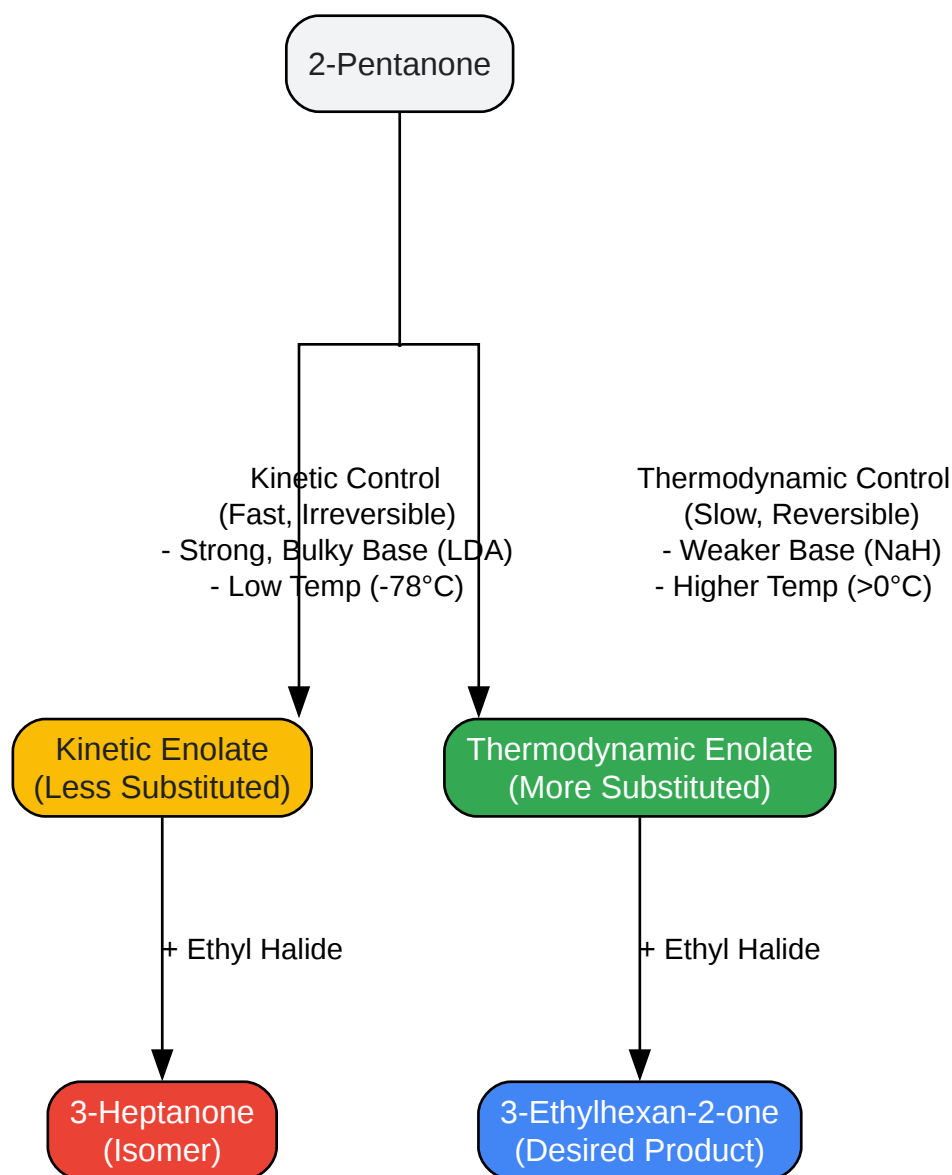 2-Pentanone
Kinetic Control
(Fast, Irreversible)
- Strong, Bulky Base (LDA)
- Low Temp (-78°C)
Thermodynamic Control
(Slow, Reversible)
- Weaker Base (NaH)
- Higher Temp (>0°C)
Kinetic Enolate
(Less Substituted)
Thermodynamic Enolate
(More Substituted)
+ Ethyl Halide
+ Ethyl Halide
3-Heptanone
(Isomer)
3-Ethylhexan-2-one
(Desired Product)